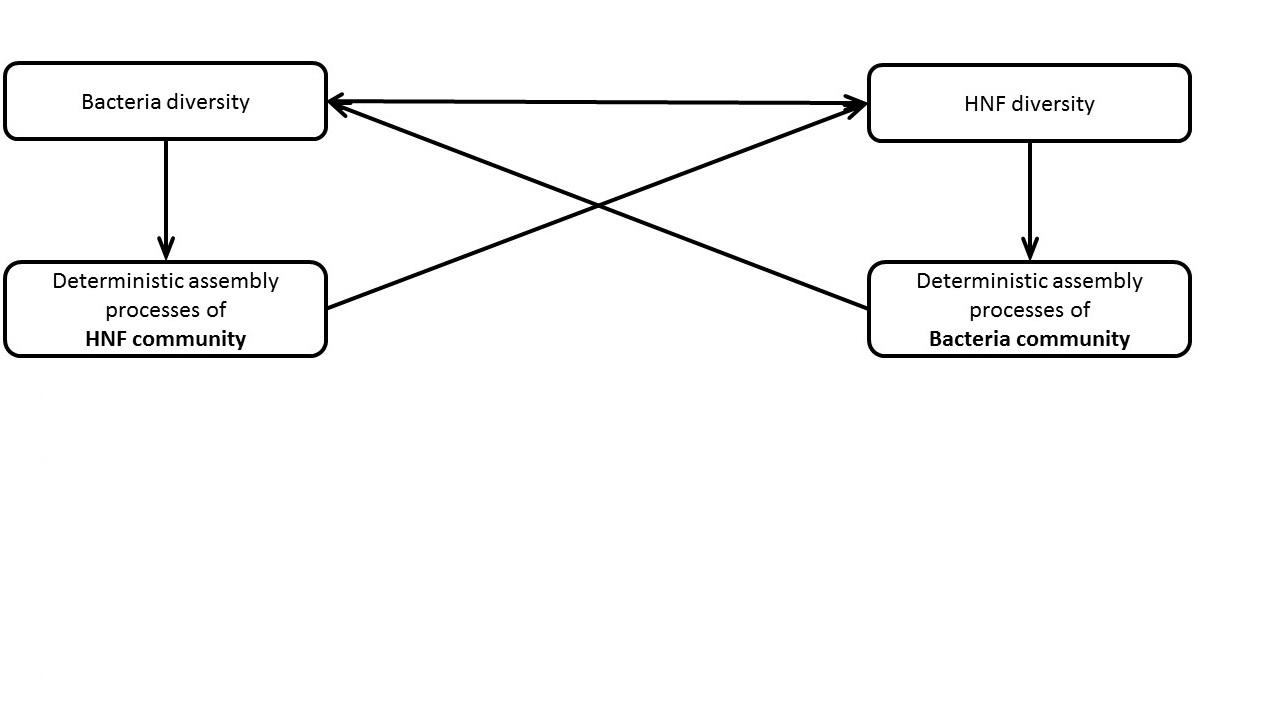 Bacteria diversity
HNF diversity
Deterministic assembly
processes of
HNF community
Deterministic assembly
processes of
Bacteria community